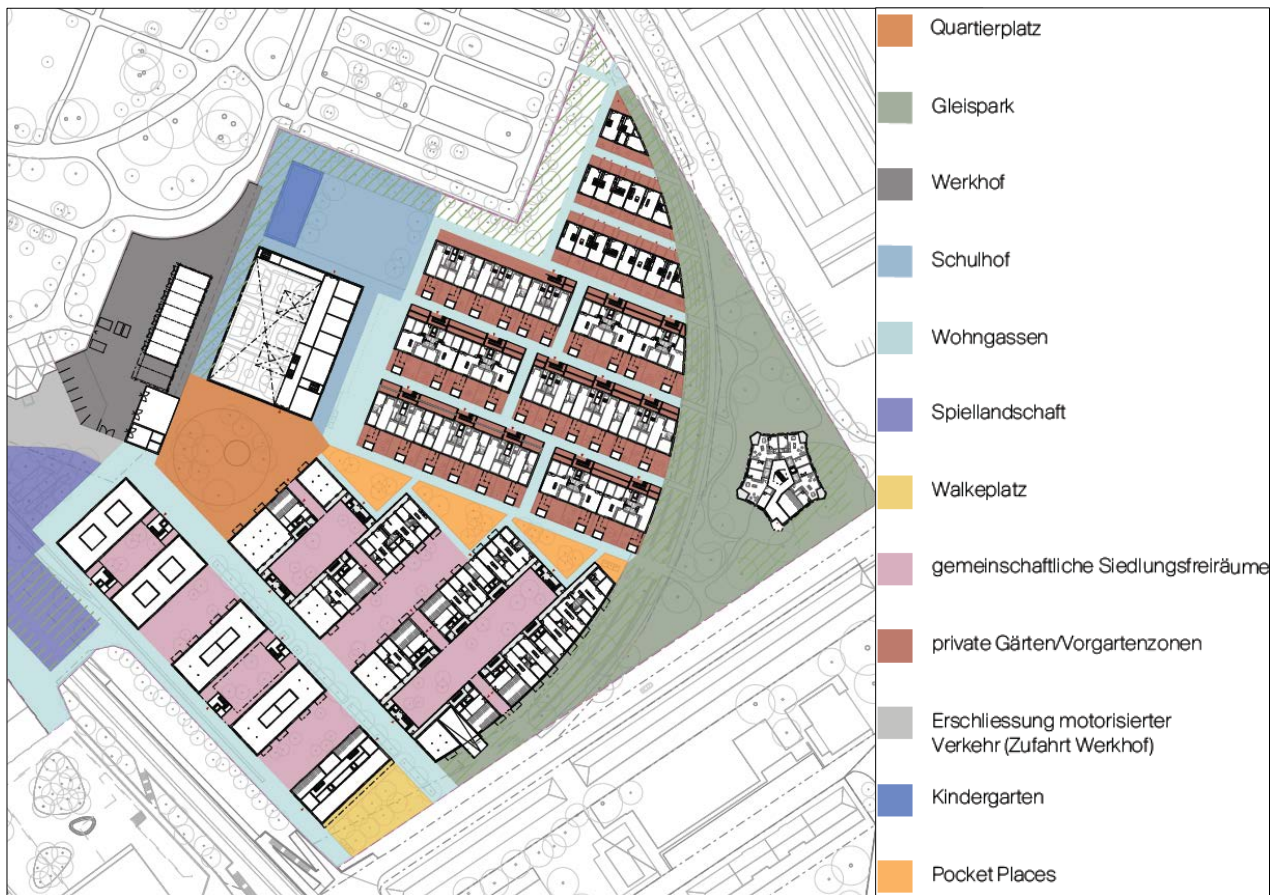 Quartierplatz
Gleispark
Werkhof
Schulhof
Wohngassen
Spiellandschaft
Walkeplatz
gemeinschaftliche Siedlungsfreiräume
private Gärten/Vorgartenzonen
Erschliessung motorisierter
Verkehr (Zufahrt Werkhof)
Kindergarten
Pocket Places